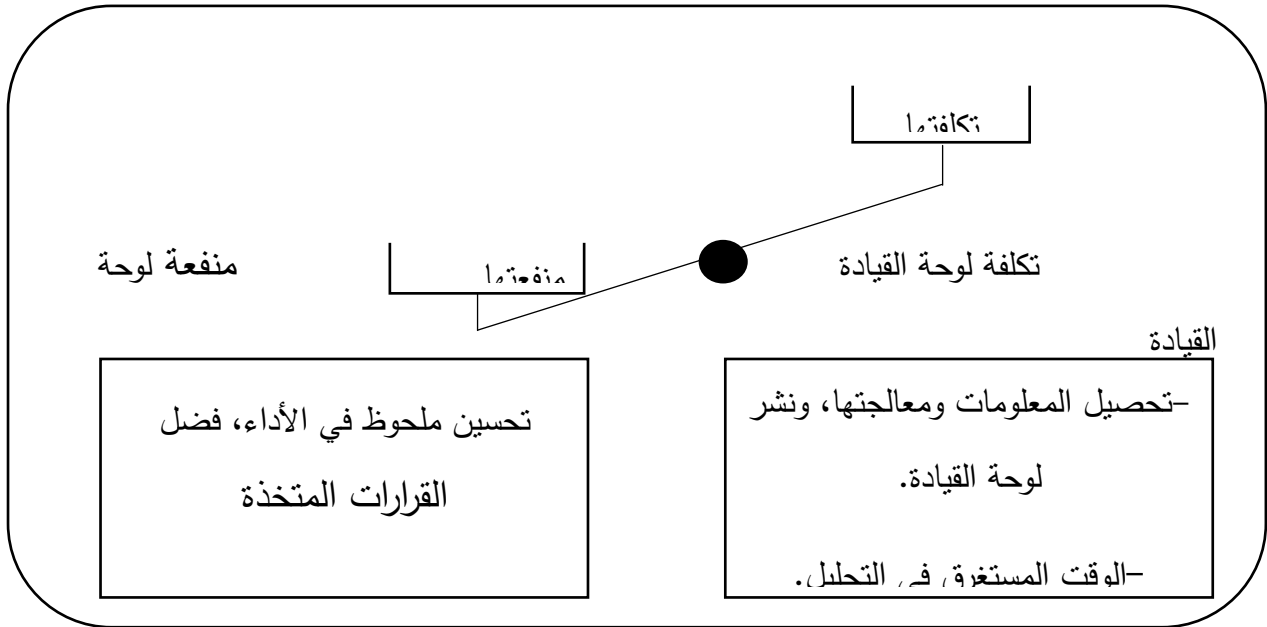 تكلفتها
تكلفة لوحة القيادة
منفعتها
منفعة لوحة
القيادة
-تحصيل المعلومات ومعالجتها، ونشر
لوحة القيادة.
-الوقت المستغرق في التحليل.
تحسين ملحوظ في الأداء، فضل
القرارات المتخذة